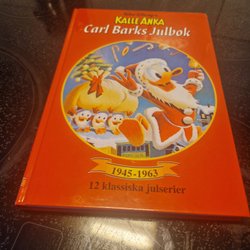 KALLE ANKA
Carl Barks Julbok
1945-1963
12 klassiska julserier